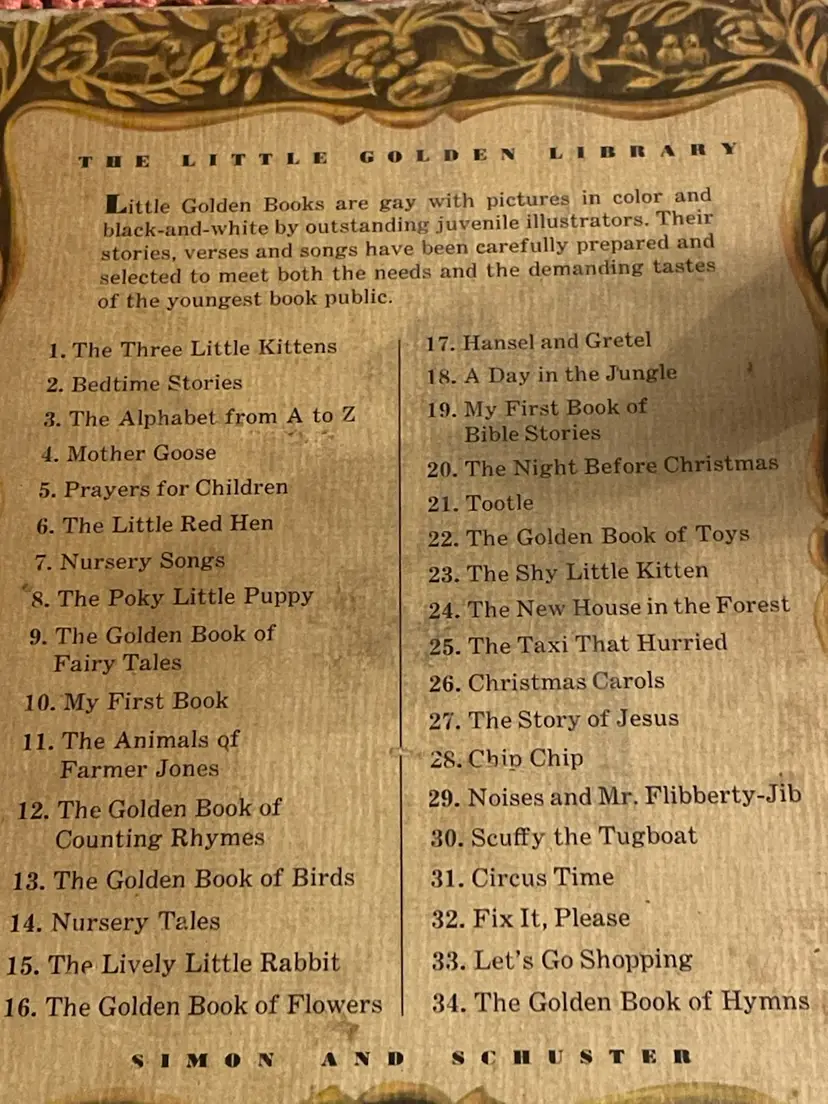 THE LITTLE GOLDEN LIBRARY
Little Golden Books are gay with pictures in color and
black-and-white by outstanding juvenile illustrators. Their
stories, verses and songs have been carefully prepared and
selected to meet both the needs and the demanding tastes
of the youngest book public.
1. The Three Little Kittens
2. Bedtime Stories
3. The Alphabet from A to Z
4. Mother Goose
5. Prayers for Children
6. The Little Red Hen
7. Nursery Songs
8. The Poky Little Puppy
9. The Golden Book of
Fairy Tales
10. My First Book
11. The Animals of
Farmer Jones
12. The Golden Book of
Counting Rhymes
13. The Golden Book of Birds
14. Nursery Tales
15. The Lively Little Rabbit
16. The Golden Book of Flowers
17. Hansel and Gretel
18. A Day in the Jungle
19. My First Book of
Bible Stories
20. The Night Before Christmas
21. Tootle
22. The Golden Book of Toys
23. The Shy Little Kitten
24. The New House in the Forest
25. The Taxi That Hurried
26. Christmas Carols
27. The Story of Jesus
28. Chip Chip
29. Noises and Mr. Flibberty-Jib
30. Scuffy the Tugboat
31. Circus Time
32. Fix It, Please
33. Let's Go Shopping
34. The Golden Book of Hymns
SIMON AND SCHUSTER